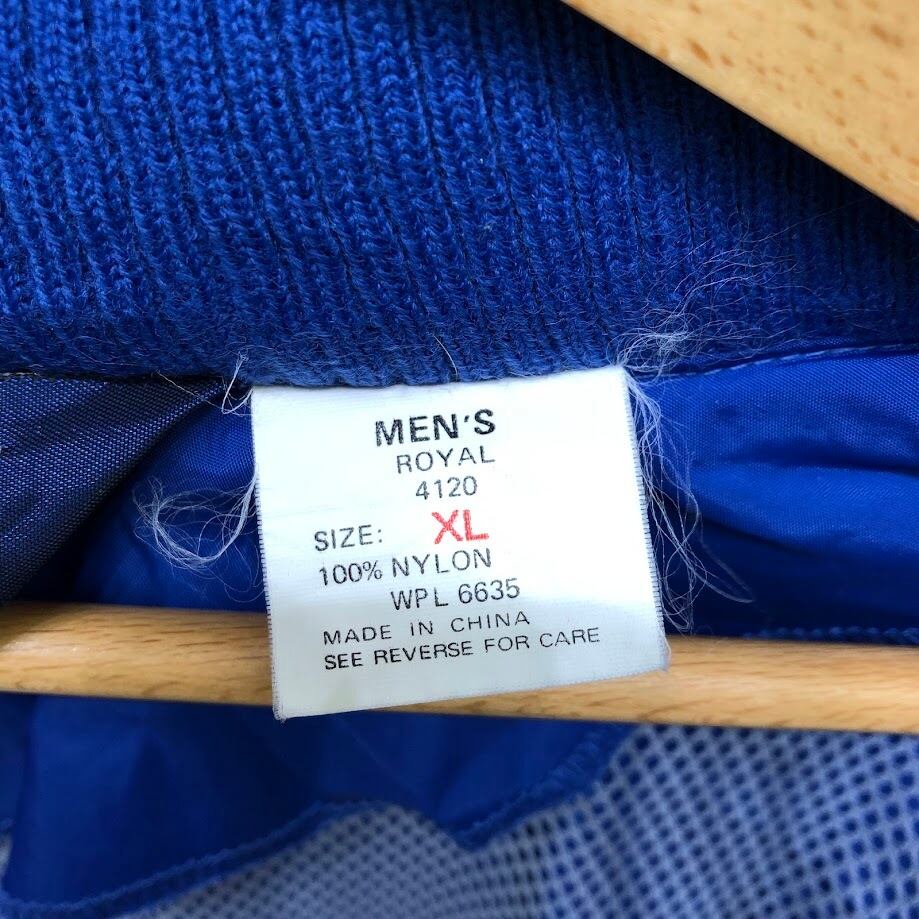 MEN'S
ROYAL
4120
SIZE: XL
100% NYLON
WPL 6635
MADE IN CHINA
SEE REVERSE FOR CARE